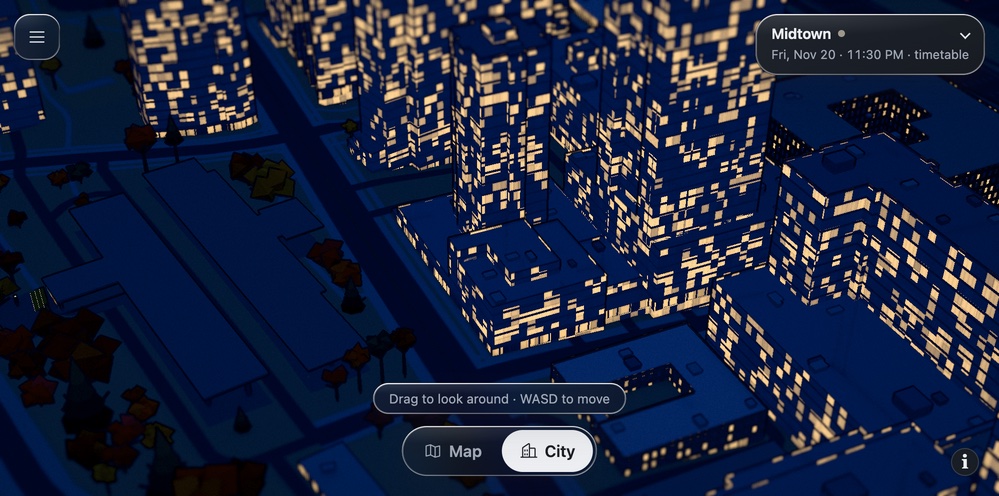 Midtown
Fri, Nov 20 · 11:30 PM · timetable
Drag to look around · WASD to move
Map
City
i